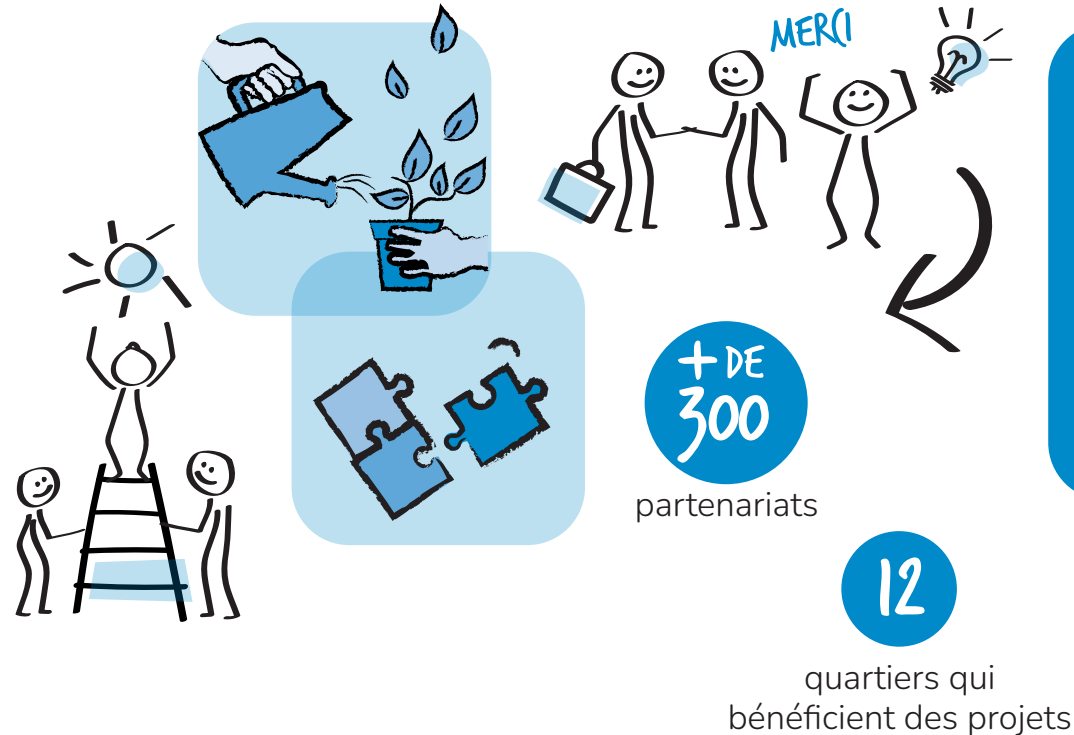 MERCI
+ DE
300
partenariats
12
quartiers qui
bénéficient des projets